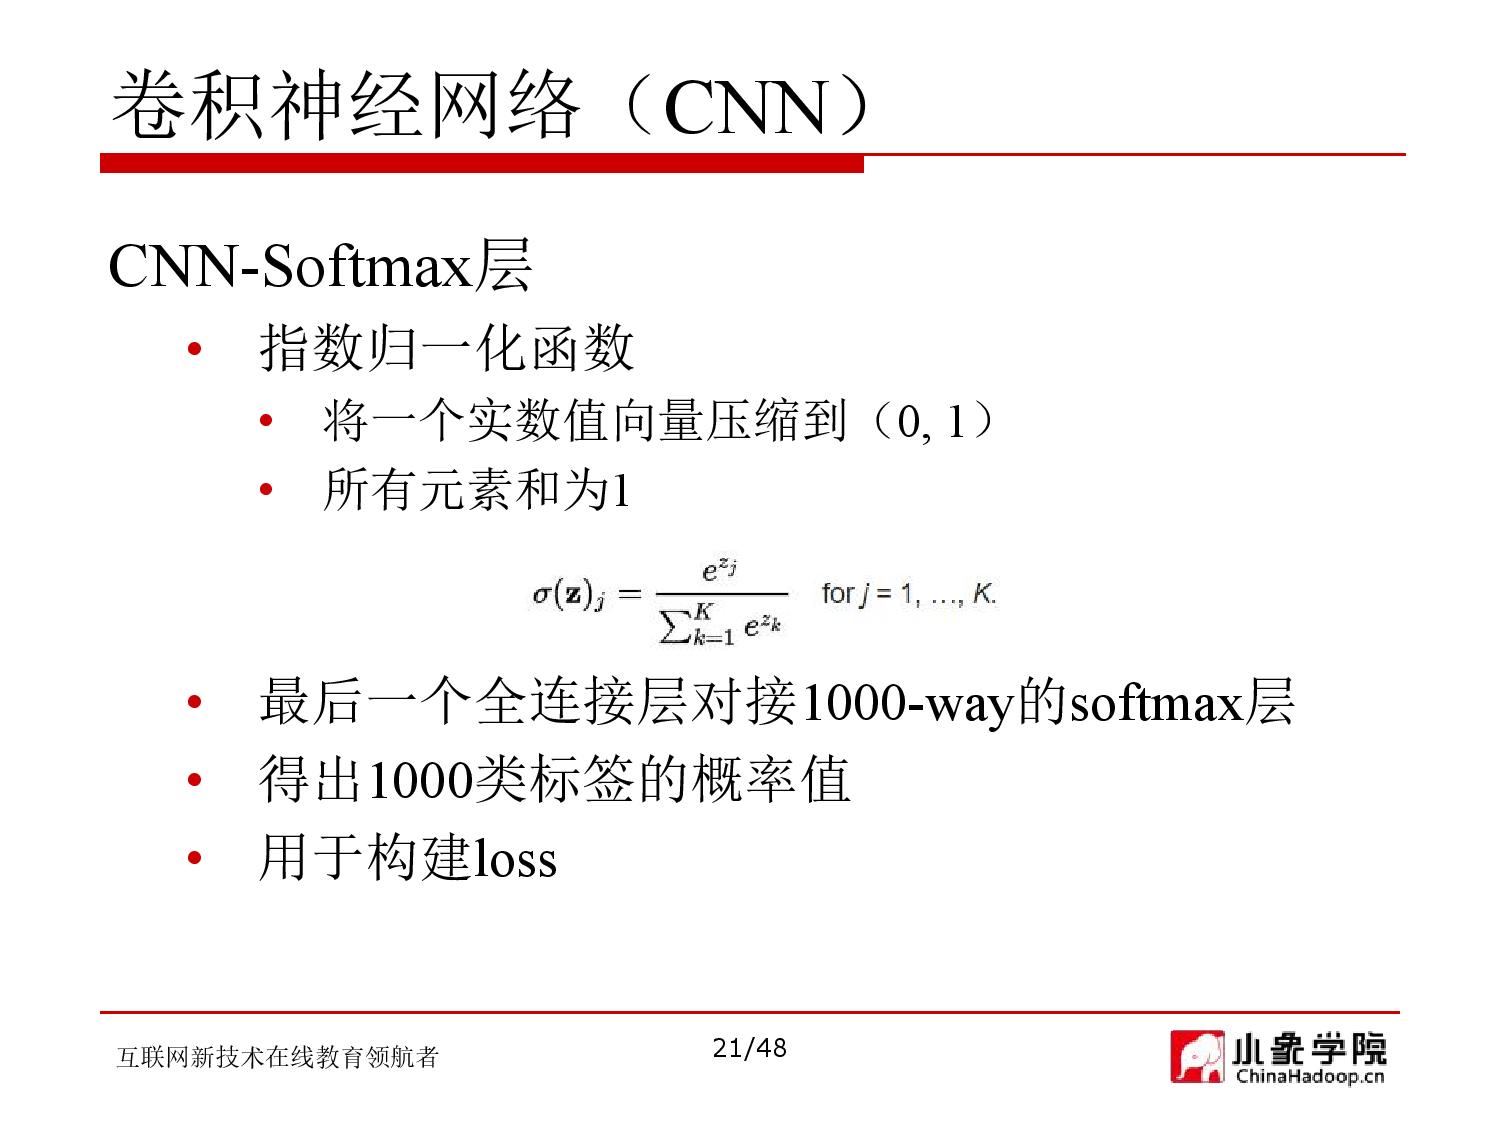 卷积神经网络（CNN）
CNN-Softmax层
• 指数归一化函数
• 将一个实数值向量压缩到（0, 1）
• 所有元素和为1
σ(z)_j = e^{z_j} / ∑_{k=1}^{K} e^{z_k} for j = 1, …, K.
• 最后一个全连接层对接1000-way的softmax层
• 得出1000类标签的概率值
• 用于构建loss
互联网新技术在线教育领航者
21/48
小象学院
ChinaHadoop.cn